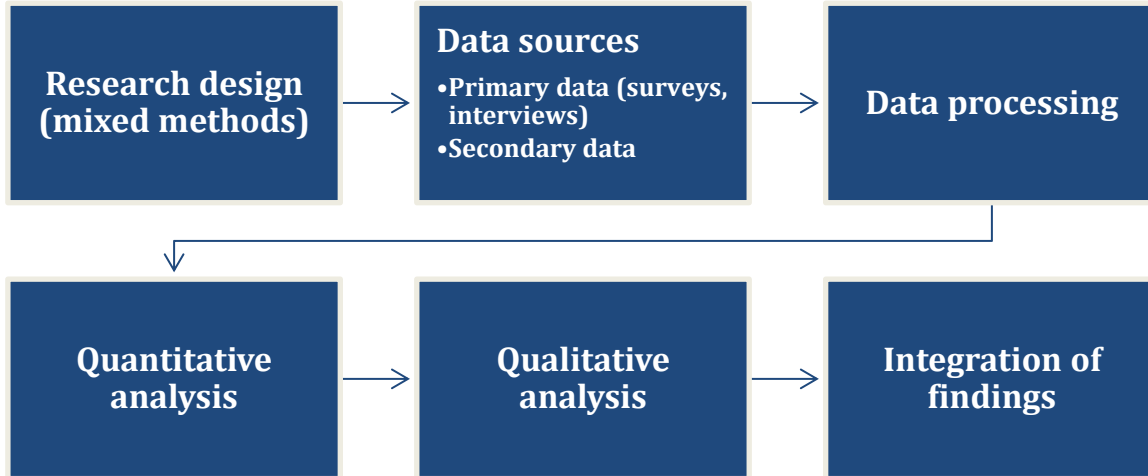 Research design
(mixed methods)
Data sources
•Primary data (surveys,
interviews)
•Secondary data
Data processing
Quantitative
analysis
Qualitative
analysis
Integration of
findings